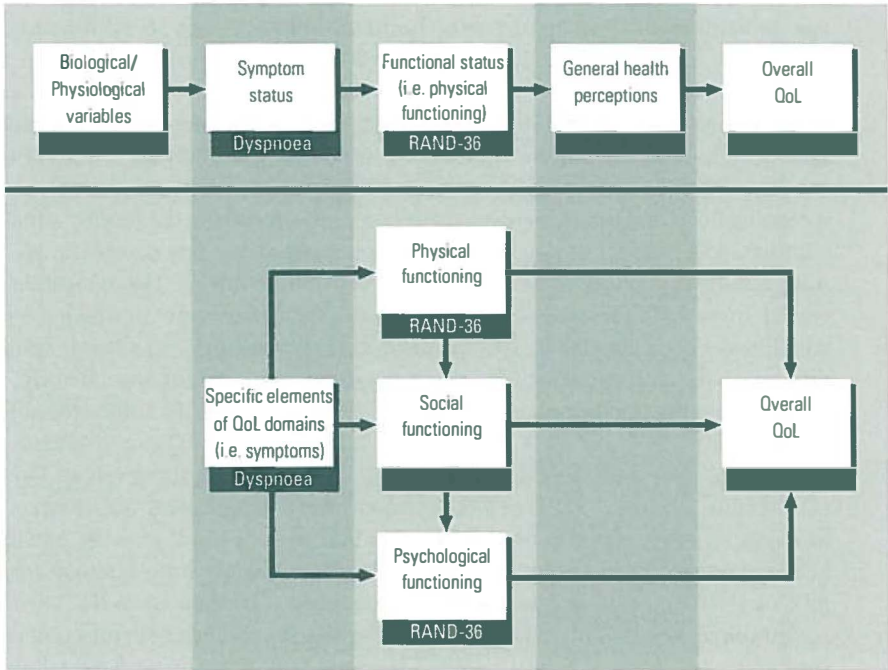 Biological/
Physiological
variables
Symptom
status
Dyspnoea
Functional status
(i.e. physical
functioning)
RAND-36
General health
perceptions
Overall
QoL
Physical
functioning
RAND-36
Specific elements
of QoL domains
(i.e. symptoms)
Dyspnoea
Social
functioning
Overall
QoL
Psychological
functioning
RAND-36